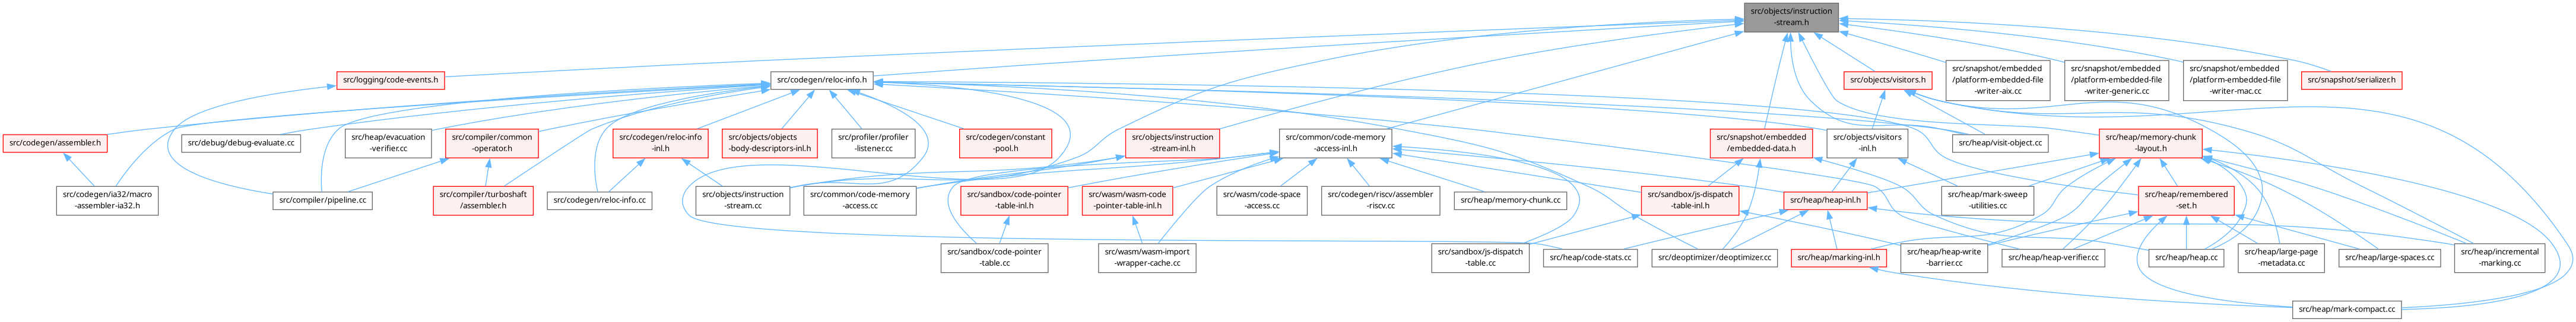 src/objects/instruction
-stream.h
src/logging/code-events.h
src/codegen/reloc-info.h
src/objects/visitors.h
src/snapshot/embedded
/platform-embedded-file
-writer-aix.cc
src/snapshot/embedded
/platform-embedded-file
-writer-generic.cc
src/snapshot/embedded
/platform-embedded-file
-writer-mac.cc
src/snapshot/serializer.h
src/codegen/assembler.h
src/debug/debug-evaluate.cc
src/heap/evacuation
-verifier.cc
src/compiler/common
-operator.h
src/codegen/reloc-info
-inl.h
src/objects/objects
-body-descriptors-inl.h
src/profiler/profiler
-listener.cc
src/codegen/constant
-pool.h
src/objects/instruction
-stream-inl.h
src/common/code-memory
-access-inl.h
src/snapshot/embedded
/embedded-data.h
src/objects/visitors
-inl.h
src/heap/visit-object.cc
src/heap/memory-chunk
-layout.h
src/codegen/ia32/macro
-assembler-ia32.h
src/compiler/pipeline.cc
src/compiler/turboshaft
/assembler.h
src/codegen/reloc-info.cc
src/objects/instruction
-stream.cc
src/common/code-memory
-access.cc
src/sandbox/code-pointer
-table-inl.h
src/wasm/wasm-code
-pointer-table-inl.h
src/wasm/code-space
-access.cc
src/codegen/riscv/assembler
-riscv.cc
src/heap/memory-chunk.cc
src/sandbox/js-dispatch
-table-inl.h
src/heap/heap-inl.h
src/heap/mark-sweep
-utilities.cc
src/heap/remembered
-set.h
src/sandbox/code-pointer
-table.cc
src/wasm/wasm-import
-wrapper-cache.cc
src/sandbox/js-dispatch
-table.cc
src/heap/code-stats.cc
src/deoptimizer/deoptimizer.cc
src/heap/heap-write
-barrier.cc
src/heap/marking-inl.h
src/heap/heap-verifier.cc
src/heap/heap.cc
src/heap/large-page
-metadata.cc
src/heap/large-spaces.cc
src/heap/incremental
-marking.cc
src/heap/mark-compact.cc